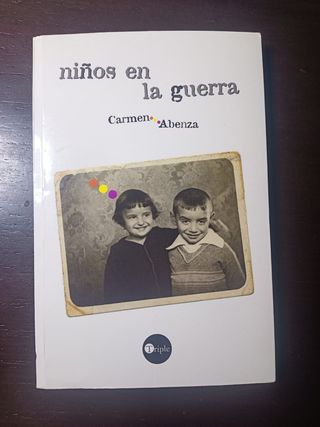 niños en
la guerra
Carmen Abenza
Triple